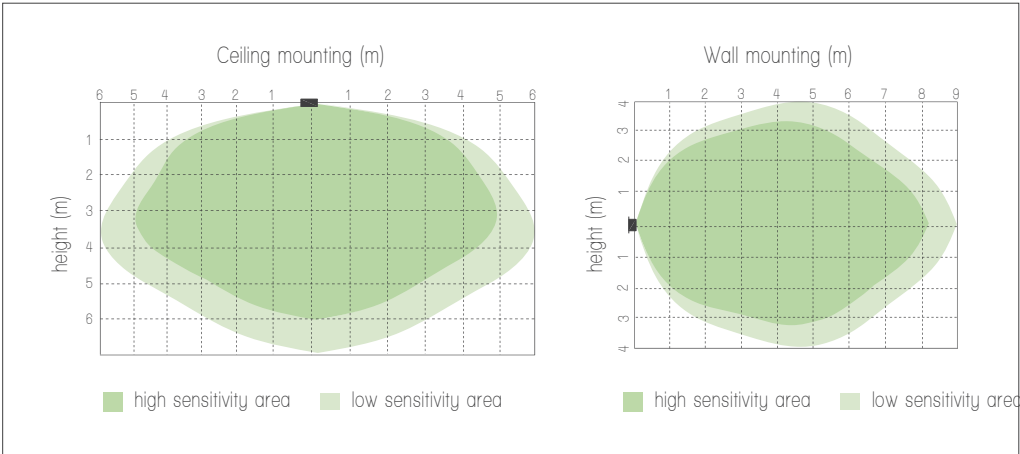 Ceiling mounting (m)
6 5 4 3 2 1 1 2 3 4 5 6
height (m)
1
2
3
4
5
6
high sensitivity area low sensitivity area
Wall mounting (m)
1 2 3 4 5 6 7 8 9
height (m)
4
3
2
1
1
2
3
4
high sensitivity area low sensitivity area